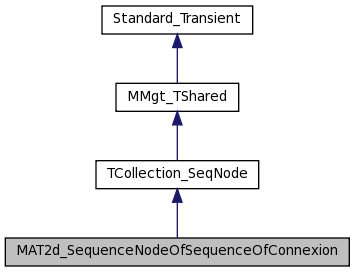 Standard_Transient
MMgt_TShared
TCollection_SeqNode
MAT2d_SequenceNodeOfSequenceOfConnexion